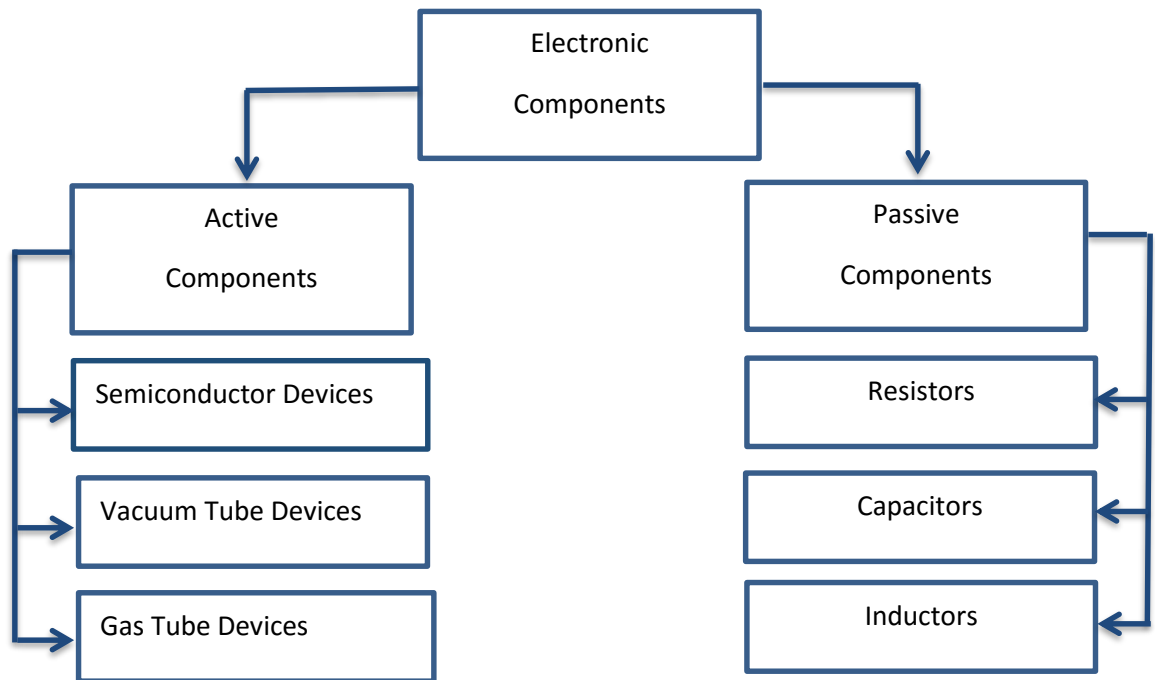 Electronic
Components
Active
Components
Passive
Components
Semiconductor Devices
Resistors
Vacuum Tube Devices
Capacitors
Gas Tube Devices
Inductors